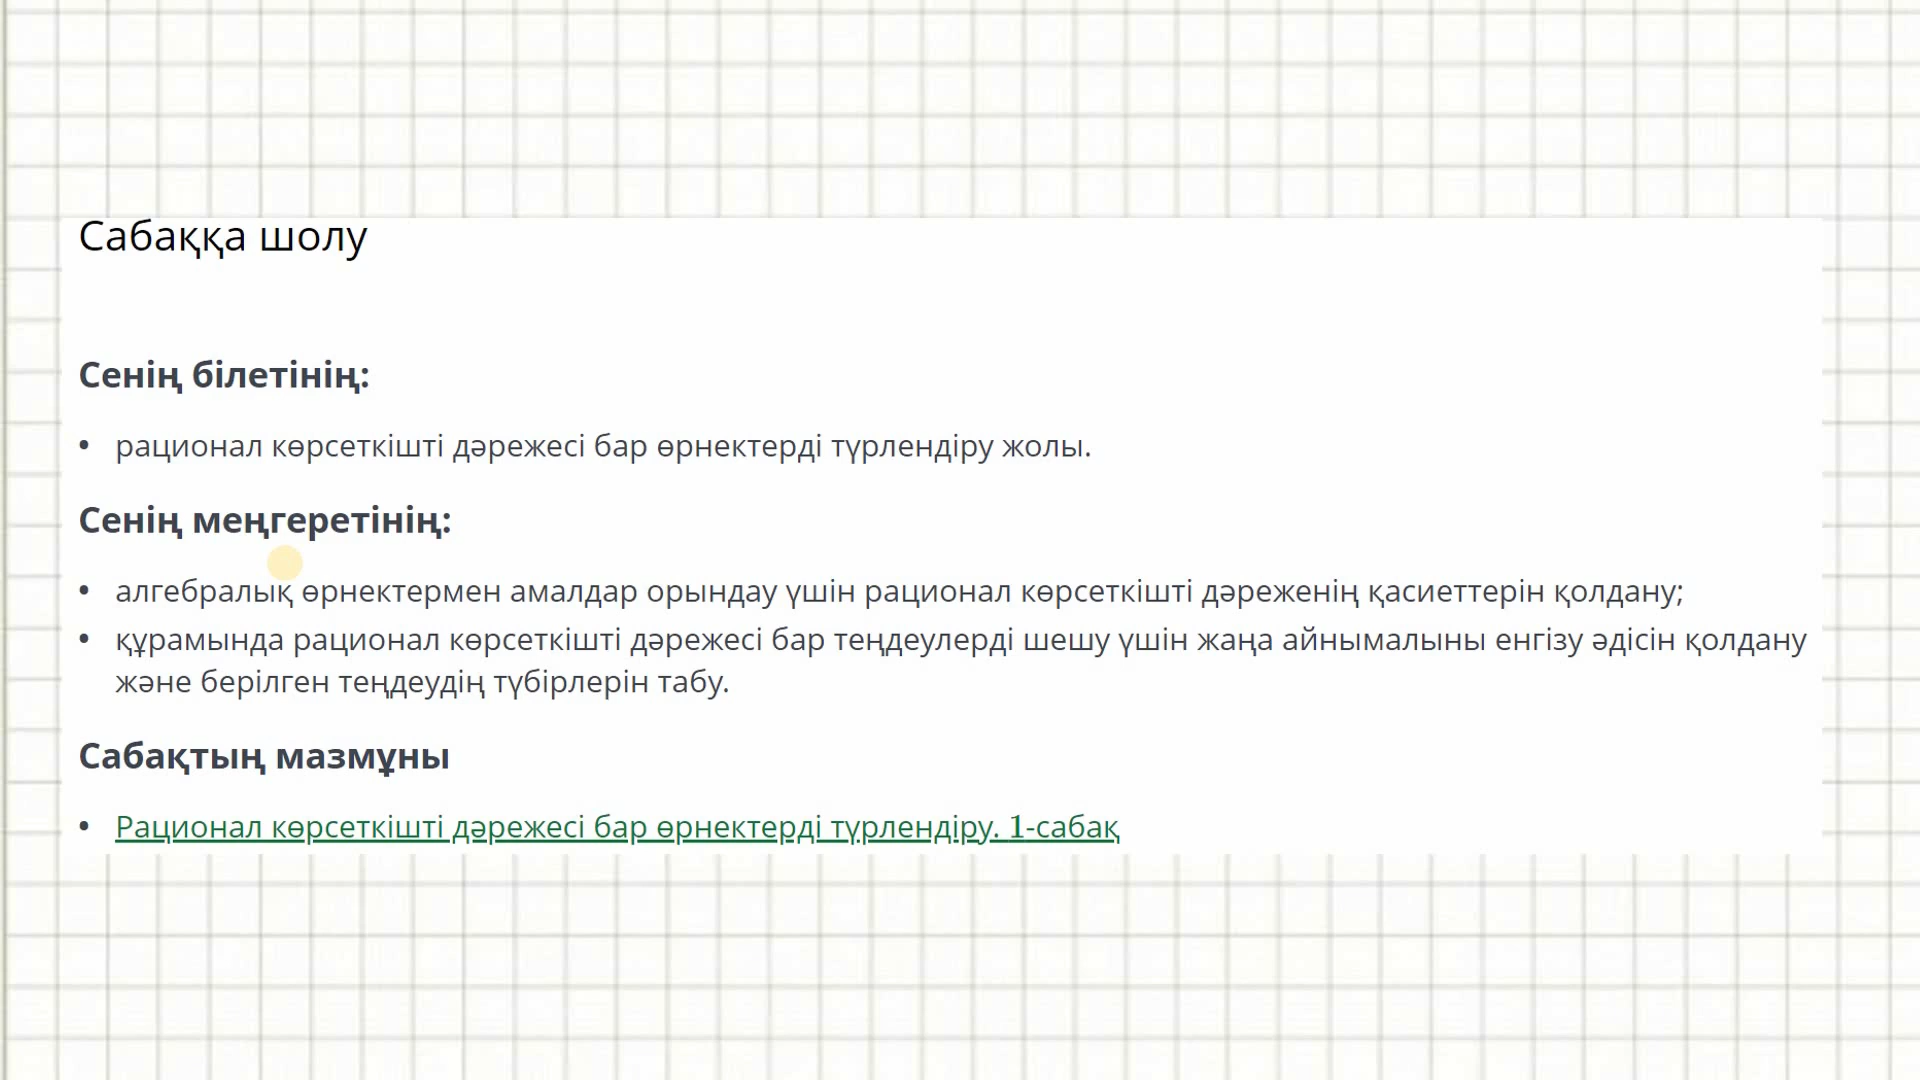 Сабаққа шолу
Сенің білетінің:
• рационал көрсеткішті дәрежесі бар өрнектерді түрлендіру жолы.
Сенің меңгеретінің:
• алгебралық өрнектермен амалдар орындау үшін рационал көрсеткішті дәреженің қасиеттерін қолдану;
• құрамында рационал көрсеткішті дәрежесі бар теңдеулерді шешу үшін жаңа айнымалыны енгізу әдісін қолдану
және берілген теңдеудің түбірлерін табу.
Сабақтың мазмұны
• Рационал көрсеткішті дәрежесі бар өрнектерді түрлендіру. 1-сабақ